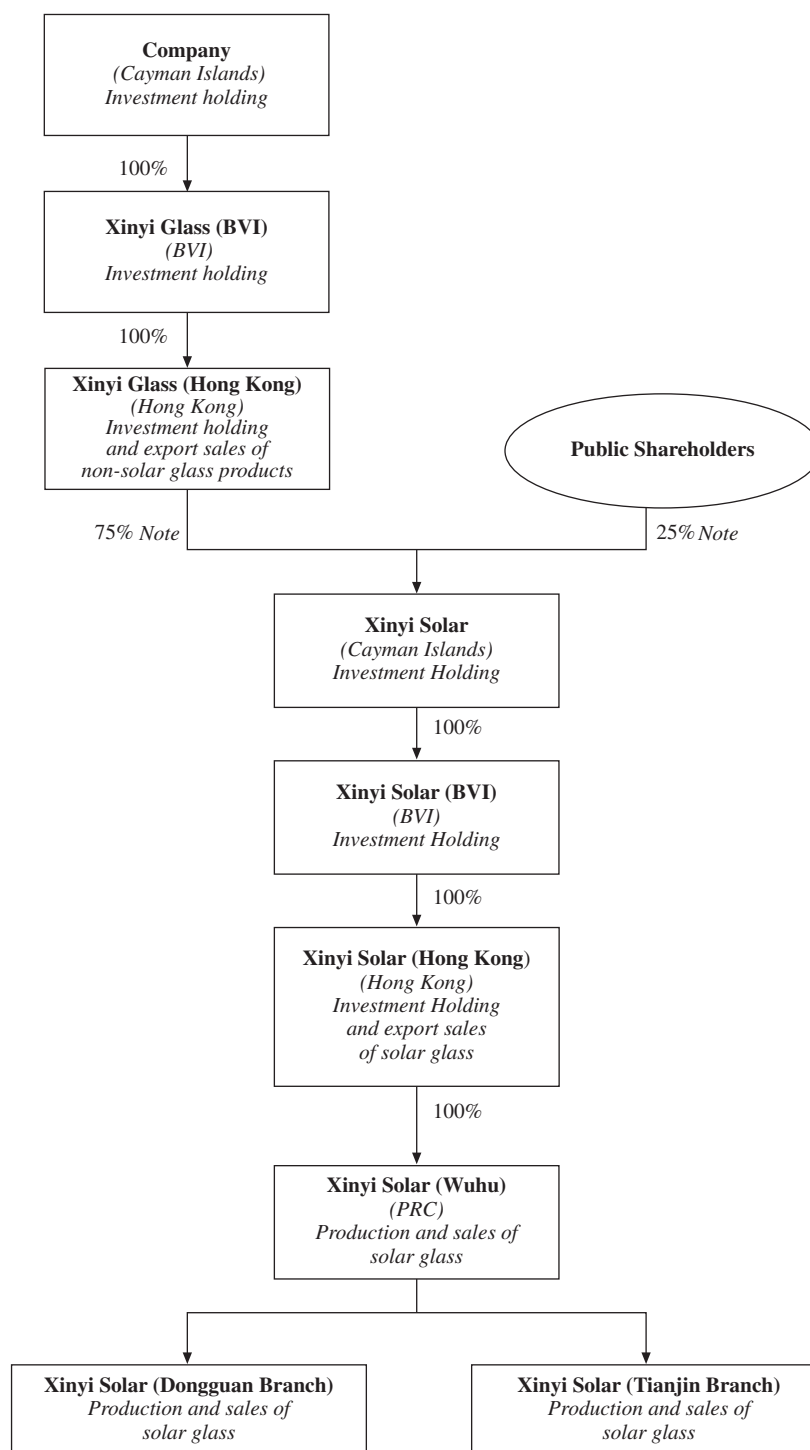 Company
(Cayman Islands)
Investment holding
100%
Xinyi Glass (BVI)
(BVI)
Investment holding
100%
Xinyi Glass (Hong Kong)
(Hong Kong)
Investment holding
and export sales of
non-solar glass products
Public Shareholders
75% Note
25% Note
Xinyi Solar
(Cayman Islands)
Investment Holding
100%
Xinyi Solar (BVI)
(BVI)
Investment Holding
100%
Xinyi Solar (Hong Kong)
(Hong Kong)
Investment Holding
and export sales
of solar glass
100%
Xinyi Solar (Wuhu)
(PRC)
Production and sales of
solar glass
Xinyi Solar (Dongguan Branch)
Production and sales of
solar glass
Xinyi Solar (Tianjin Branch)
Production and sales of
solar glass